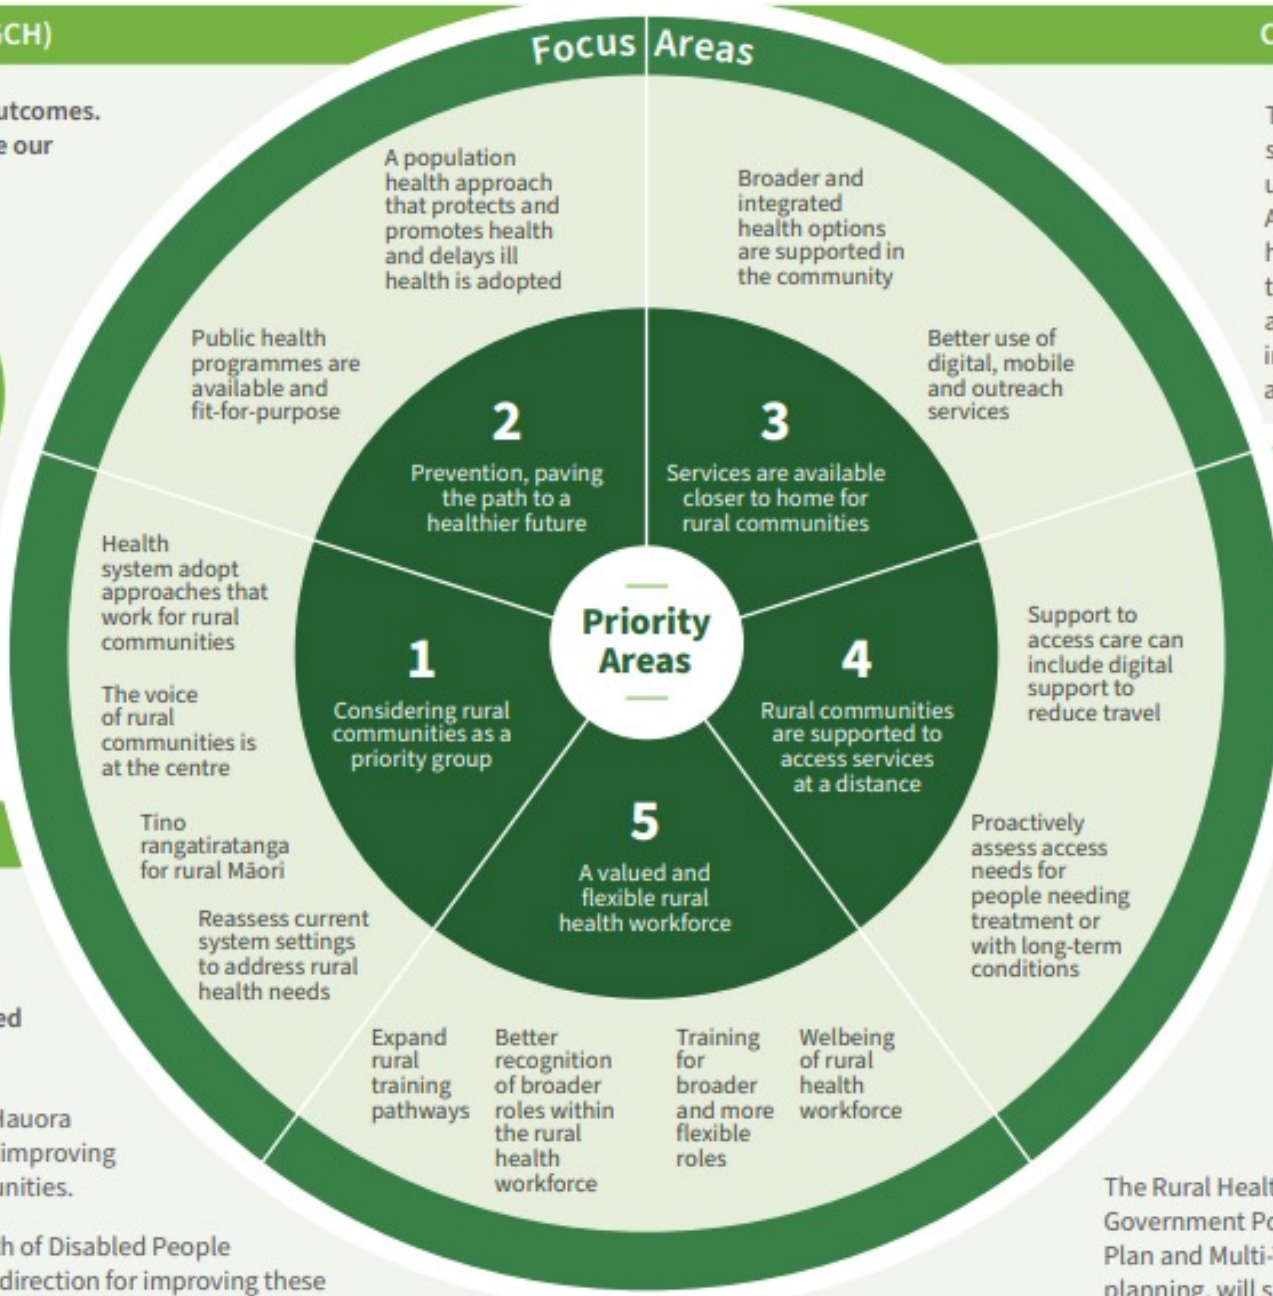 GCH)
utcomes.
e our
Focus Areas
A population
health approach
that protects and
promotes health
and delays ill
health is adopted
Public health
programmes are
available and
fit-for-purpose
Broader and
integrated
health options
are supported in
the community
Better use of
digital, mobile
and outreach
services
2
Prevention, paving
the path to a
healthier future
3
Services are available
closer to home for
rural communities
Priority
Areas
Health
system adopt
approaches that
work for rural
communities
The voice
of rural
communities is
at the centre
Tino
rangatiratanga
for rural Māori
Reassess current
system settings
to address rural
health needs
1
Considering rural
communities as a
priority group
4
Rural communities
are supported to
access services
at a distance
Support to
access care can
include digital
support to
reduce travel
Proactively
assess access
needs for
people needing
treatment or
with long-term
conditions
5
A valued and
flexible rural
health workforce
Expand
rural
training
pathways
Better
recognition
of broader
roles within
the rural
health
workforce
Training
for
broader
and more
flexible
roles
Welbeing
of rural
health
workforce
ed
Hauora
improving
unities.
h of Disabled People
direction for improving these
The Rural Healt
Government Po
Plan and Multi-
planning, will s